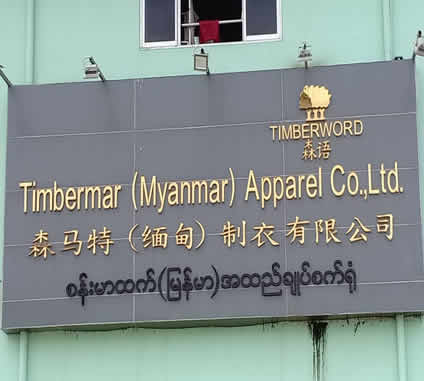 TIMBERWORD
森语
Timbermar (Myanmar) Apparel Co.,Ltd.
森马特（缅甸）制衣有限公司
စန်းမာထက်(မြန်မာ)အထည်ချုပ်စက်ရုံ